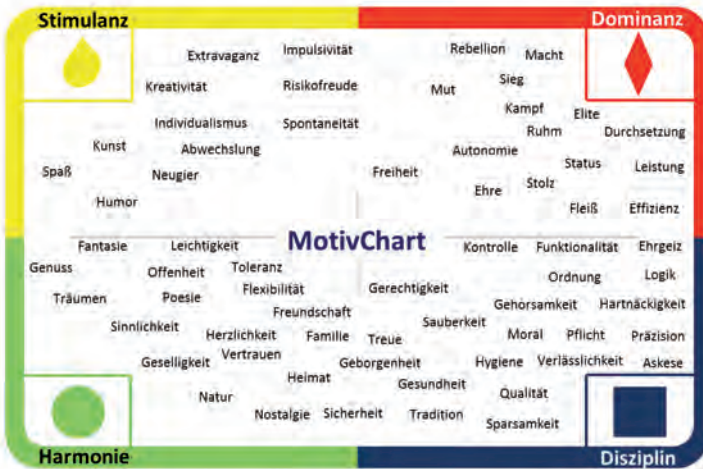 Stimulanz
Dominanz
Extravaganz
Impulsivität
Rebellion
Macht
Kreativität
Risikofreude
Mut
Sieg
Kampf
Elite
Individualismus
Spontaneität
Ruhm
Durchsetzung
Kunst
Abwechslung
Autonomie
Spaß
Neugier
Freiheit
Status
Leistung
Ehre
Stolz
Humor
Fleiß
Effizienz
MotivChart
Fantasie
Leichtigkeit
Kontrolle
Funktionalität
Ehrgeiz
Genuss
Offenheit
Toleranz
Ordnung
Logik
Träumen
Poesie
Flexibilität
Gerechtigkeit
Gehorsamkeit
Hartnäckigkeit
Freundschaft
Sinnlichkeit
Herzlichkeit
Familie
Treue
Sauberkeit
Moral
Pflicht
Präzision
Geselligkeit
Vertrauen
Geborgenheit
Hygiene
Verlässlichkeit
Askese
Heimat
Gesundheit
Natur
Qualität
Nostalgie
Sicherheit
Tradition
Sparsamkeit
Harmonie
Disziplin